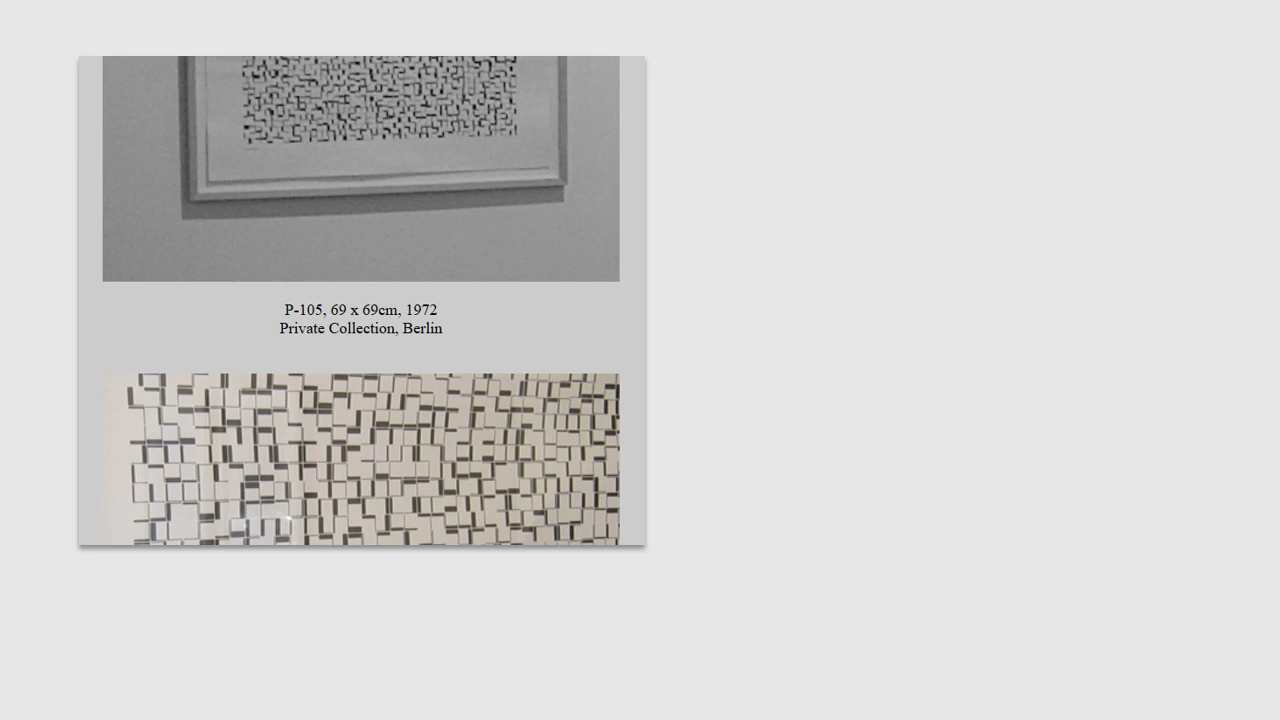 P-105, 69 x 69cm, 1972
Private Collection, Berlin